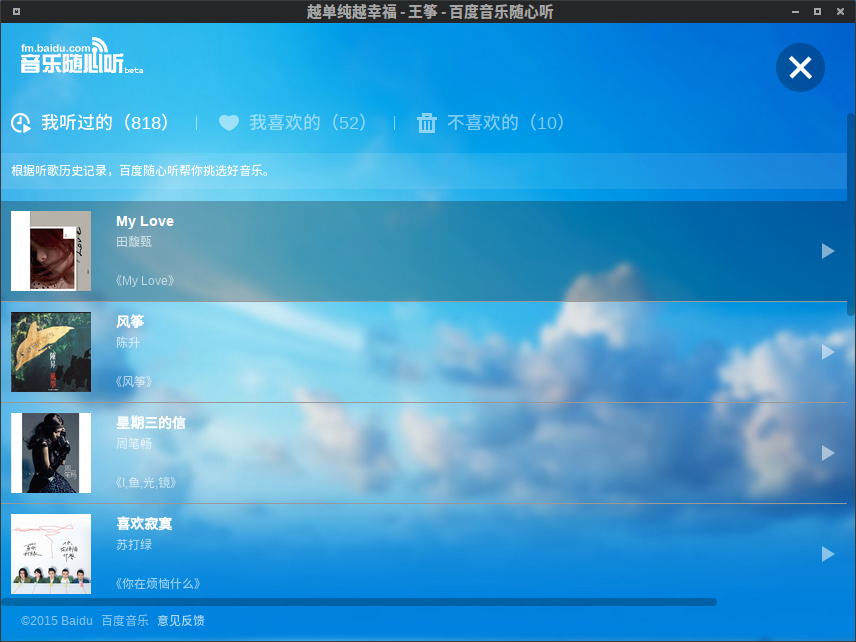 越单纯越幸福 - 王筝 - 百度音乐随心听
fm.baidu.com
音乐随心听beta
我听过的（818） | 我喜欢的（52） | 不喜欢的（10）
根据听歌历史记录，百度随心听帮你挑选好音乐。
My Love
田馥甄
《My Love》
风筝
陈升
《风筝》
星期三的信
周笔畅
《I,鱼,光,镜》
喜欢寂寞
苏打绿
《你在烦恼什么》
©2015 Baidu 百度音乐 意见反馈